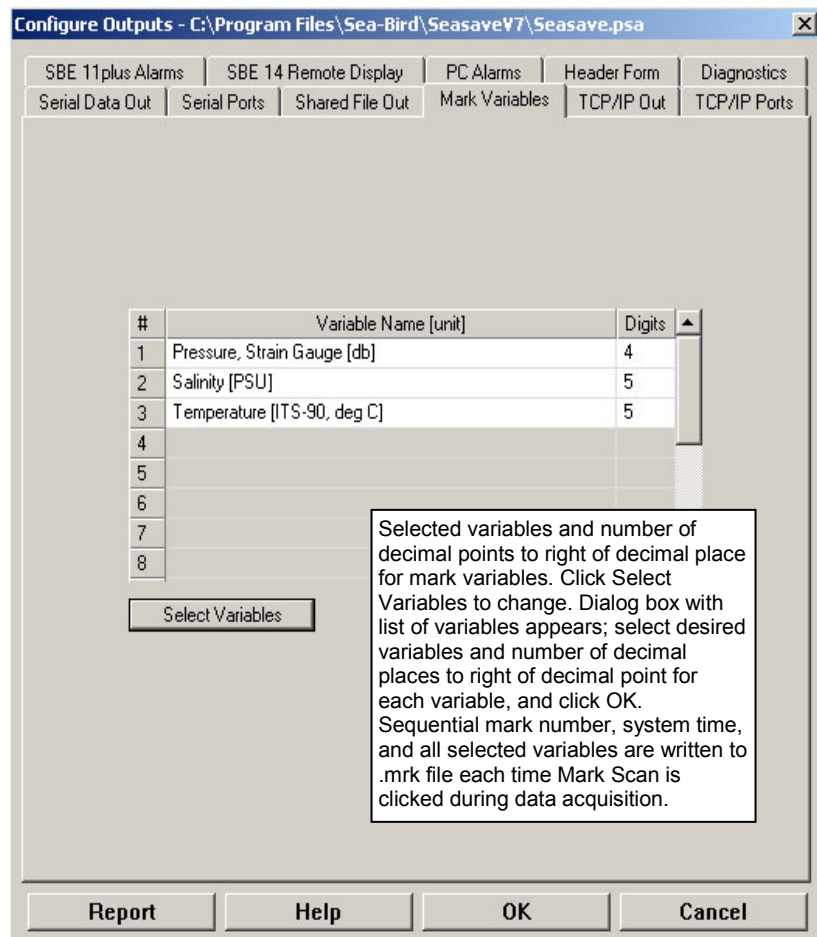 Configure Outputs - C:\Program Files\Sea-Bird\SeasaveV7\Seasave.psa
SBE 11plus Alarms SBE 14 Remote Display PC Alarms Header Form Diagnostics
Serial Data Out Serial Ports Shared File Out Mark Variables TCP/IP Out TCP/IP Ports
# Variable Name [unit] Digits
1 Pressure, Strain Gauge [db] 4
2 Salinity [PSU] 5
3 Temperature [ITS-90, deg C] 5
4
5
6
7
8
Select Variables
Selected variables and number of
decimal points to right of decimal place
for mark variables. Click Select
Variables to change. Dialog box with
list of variables appears; select desired
variables and number of decimal
places to right of decimal point for
each variable, and click OK.
Sequential mark number, system time,
and all selected variables are written to
.mrk file each time Mark Scan is
clicked during data acquisition.
Report Help OK Cancel